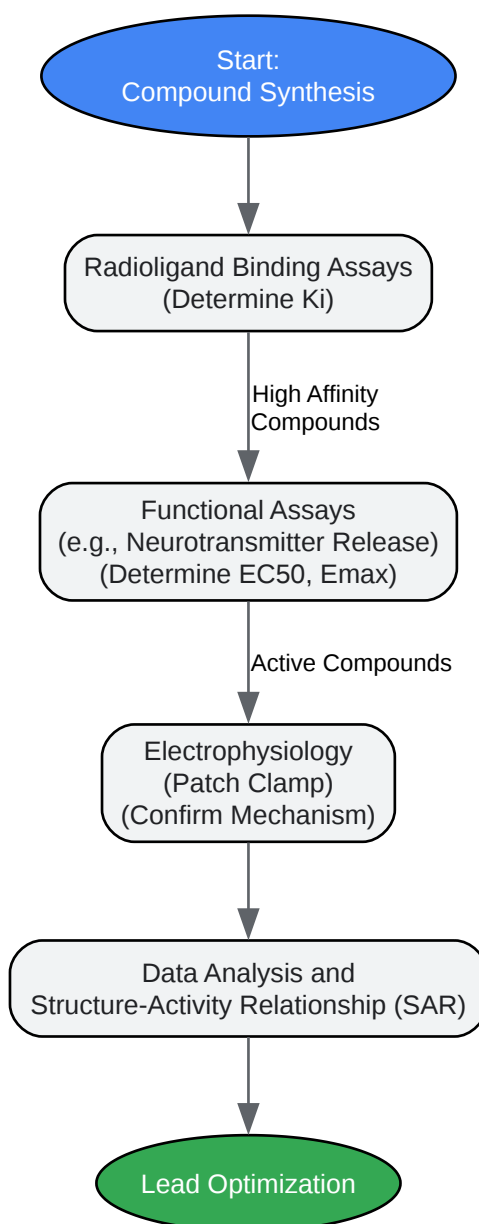 Start:
Compound Synthesis
Radioligand Binding Assays
(Determine Ki)
High Affinity
Compounds
Functional Assays
(e.g., Neurotransmitter Release)
(Determine EC50, Emax)
Active Compounds
Electrophysiology
(Patch Clamp)
(Confirm Mechanism)
Data Analysis and
Structure-Activity Relationship (SAR)
Lead Optimization